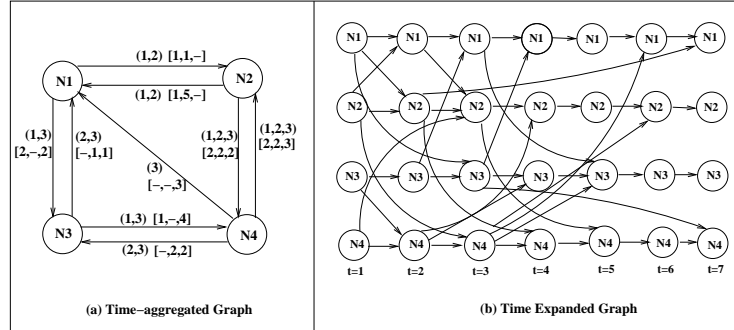 (1,2) [1,1,−]
N1
N2
(1,2) [1,5,−]
(1,3)
[2,−,2]
(2,3)
[−,1,1]
(1,2,3)
[2,2,2]
(1,2,3)
[2,2,3]
(3)
[−,−,3]
N3
(1,3) [1,−,4]
N4
(2,3) [−,2,2]
(a) Time−aggregated Graph
N1 N1 N1 N1 N1 N1 N1
N2 N2 N2 N2 N2 N2 N2
N3 N3 N3 N3 N3 N3 N3
N4 N4 N4 N4 N4 N4 N4
t=1 t=2 t=3 t=4 t=5 t=6 t=7
(b) Time Expanded Graph